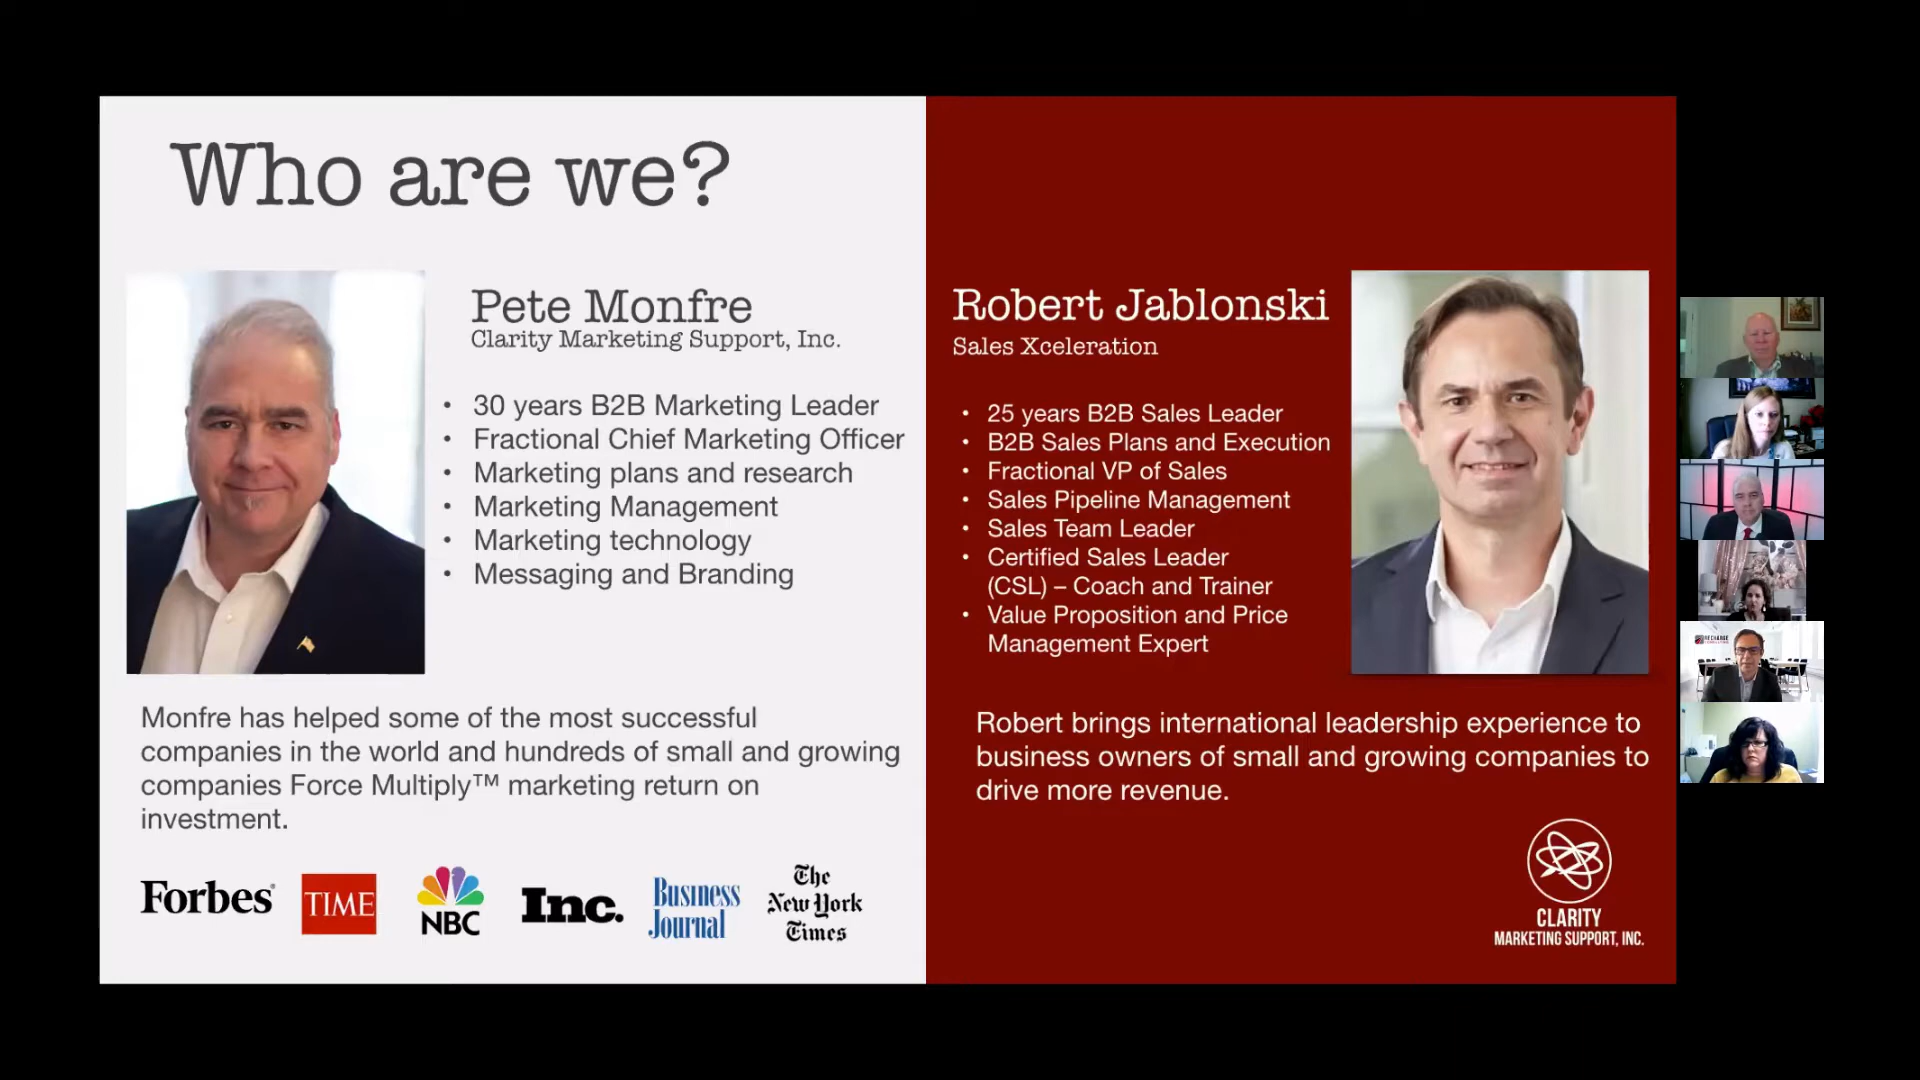 Who are we?
Pete Monfre
Clarity Marketing Support, Inc.
• 30 years B2B Marketing Leader
• Fractional Chief Marketing Officer
• Marketing plans and research
• Marketing Management
• Marketing technology
• Messaging and Branding
Monfre has helped some of the most successful
companies in the world and hundreds of small and growing
companies Force Multiply™ marketing return on
investment.
Forbes
TIME
NBC
Inc.
Business
Journal
The
New York
Times
Robert Jablonski
Sales Xceleration
• 25 years B2B Sales Leader
• B2B Sales Plans and Execution
• Fractional VP of Sales
• Sales Pipeline Management
• Sales Team Leader
• Certified Sales Leader
(CSL) – Coach and Trainer
• Value Proposition and Price
Management Expert
Robert brings international leadership experience to
business owners of small and growing companies to
drive more revenue.
CLARITY
MARKETING SUPPORT, INC.